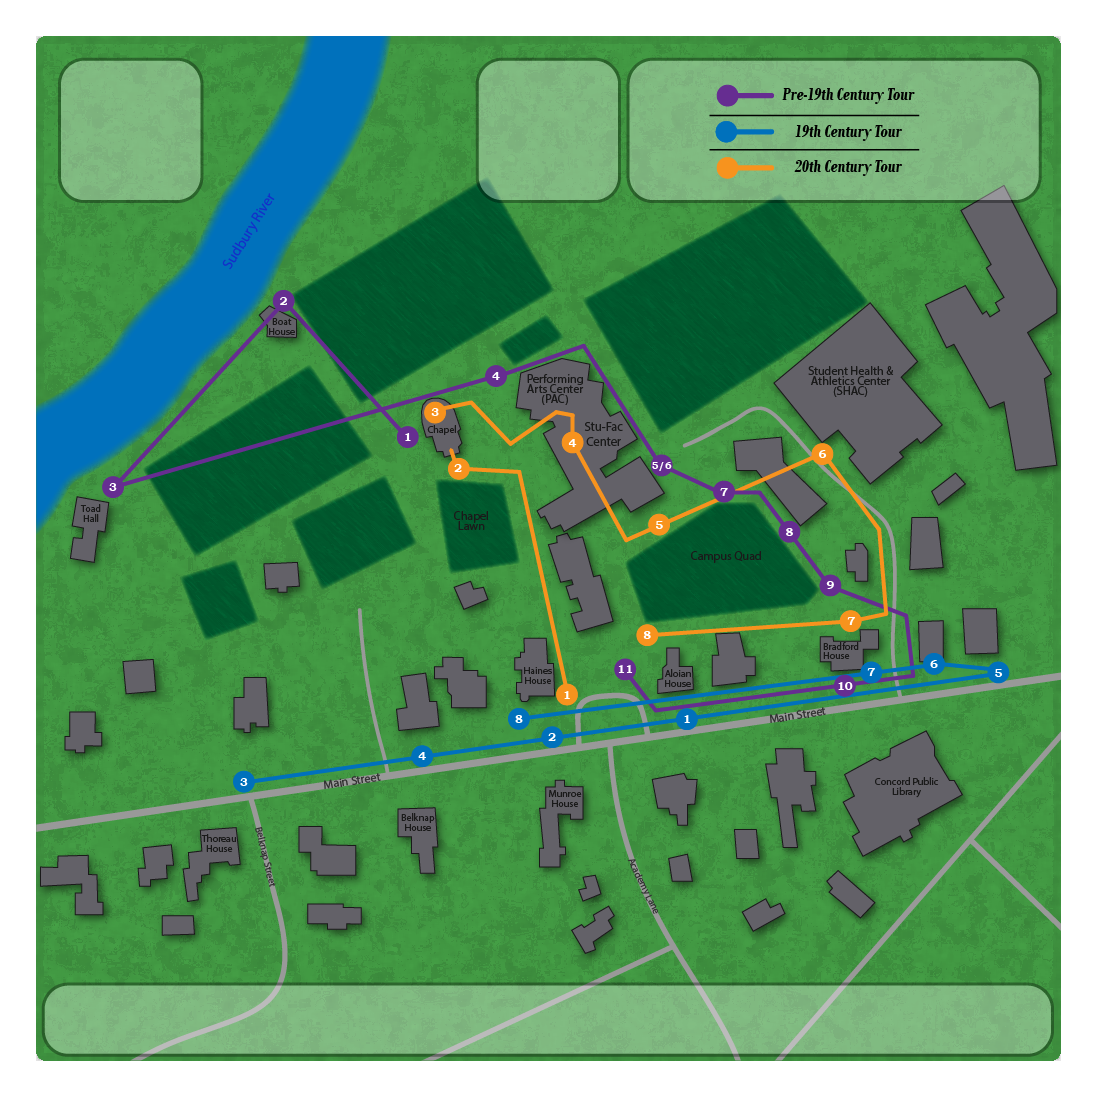 Pre-19th Century Tour
19th Century Tour
20th Century Tour
Sudbury River
2
Boat
House
4
Performing
Arts Center
(PAC)
Student Health &
Athletics Center
(SHAC)
3
Chapel
1
Stu-Fac
Center
4
6
2
5/6
3
7
Toad
Hall
Chapel
Lawn
5
8
Campus Quad
9
7
8
Bradford
House
6
11
Haines
House
Aloian
House
7
5
10
1
8
1
Main Street
2
4
3
Main Street
Concord Public
Library
Munroe
House
Belknap
House
Thoreau
House
Belknap Street
Academy Lane